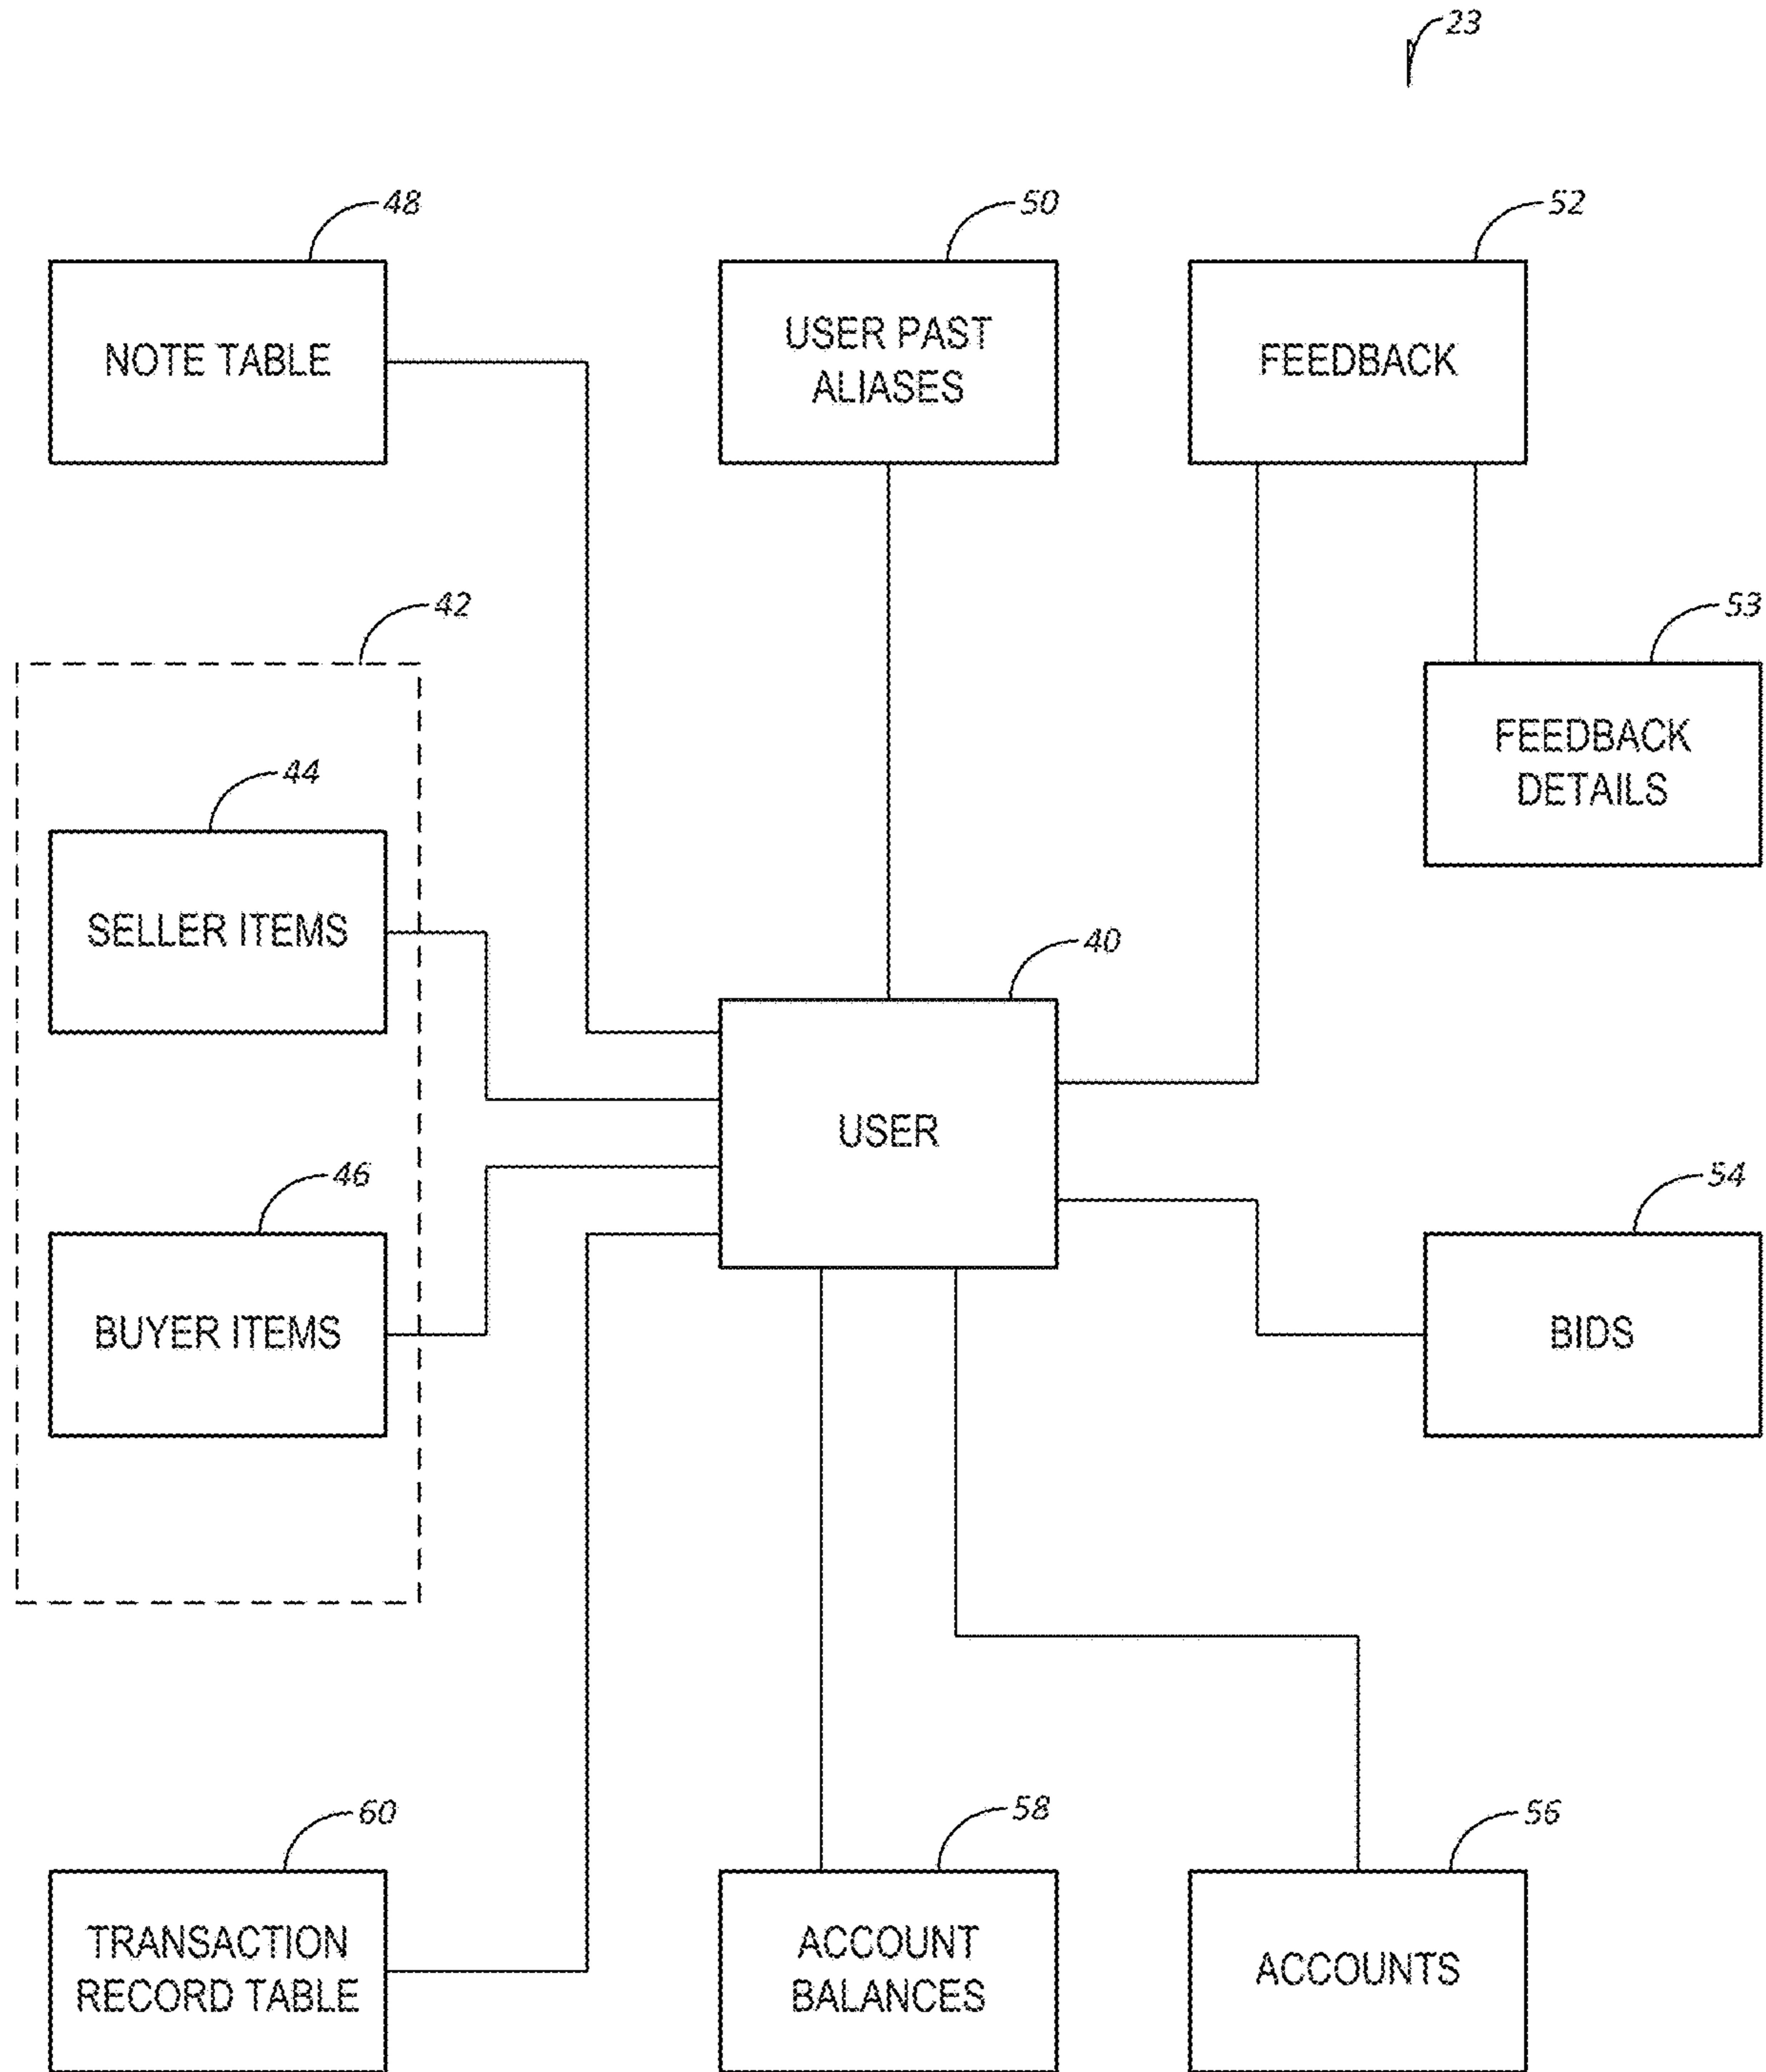 23
48
50
52
NOTE TABLE
USER PAST
ALIASES
FEEDBACK
42
53
FEEDBACK
DETAILS
44
SELLER ITEMS
40
USER
46
BUYER ITEMS
54
BIDS
60
58
56
TRANSACTION
RECORD TABLE
ACCOUNT
BALANCES
ACCOUNTS